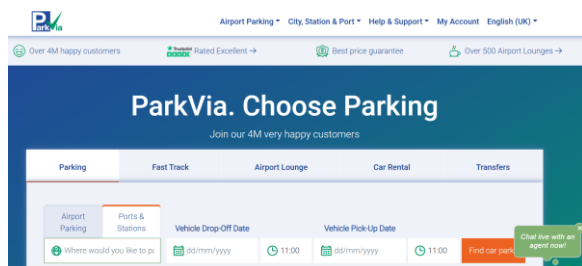 ParkVia
Airport Parking City, Station & Port Help & Support My Account English (UK)
Over 4M happy customers
Trustpilot Rated Excellent →
Best price guarantee
Over 500 Airport Lounges →
ParkVia. Choose Parking
Join our 4M very happy customers
Parking
Fast Track
Airport Lounge
Car Rental
Transfers
Airport
Parking
Ports &
Stations
Vehicle Drop-Off Date
Vehicle Pick-Up Date
Where would you like to pa
dd/mm/yyyy
11:00
dd/mm/yyyy
11:00
Find car park
Chat live with an
agent now!